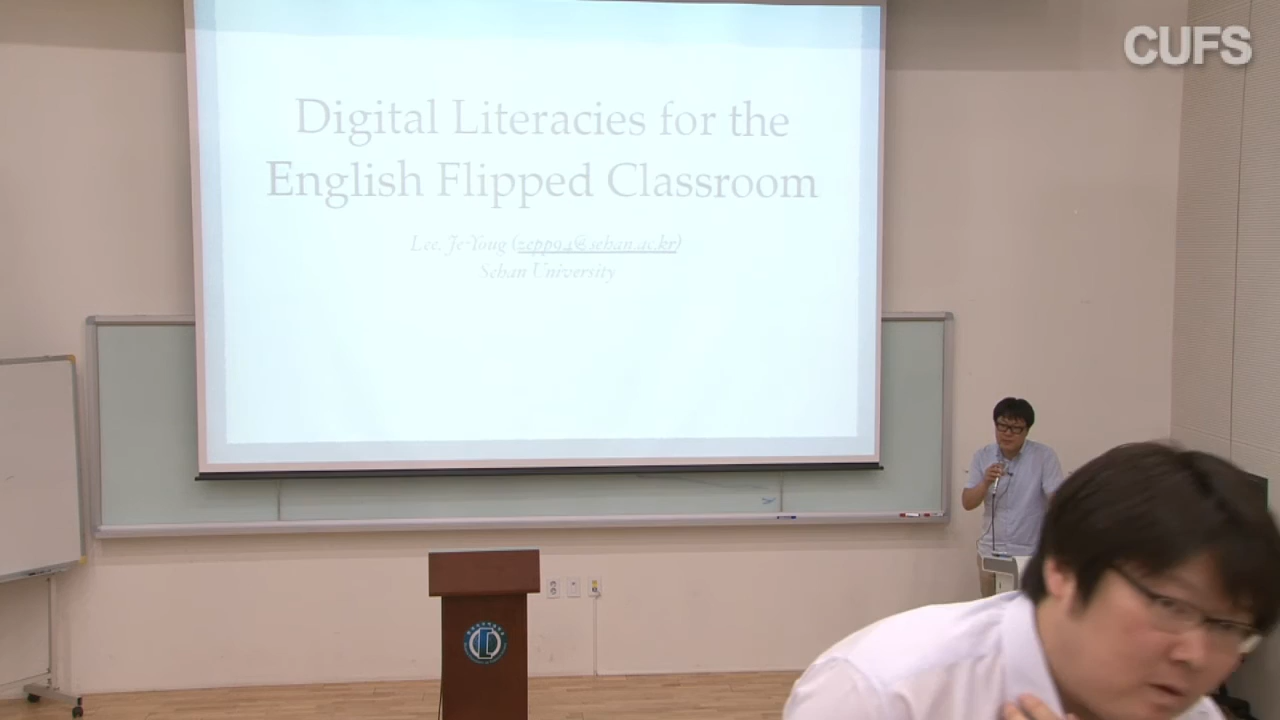 CUFS
Digital Literacies for the
English Flipped Classroom
Lee, Je-Young (zepp94@sehan.ac.kr)
Sehan University